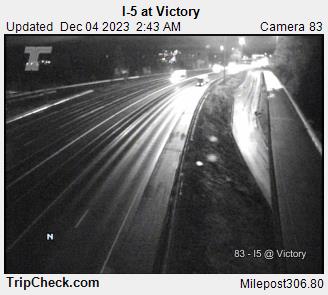 I-5 at Victory
Updated Dec 04 2023 2:43 AM Camera 83
T
N
83 - I5 @ Victory
TripCheck.com Milepost306.80